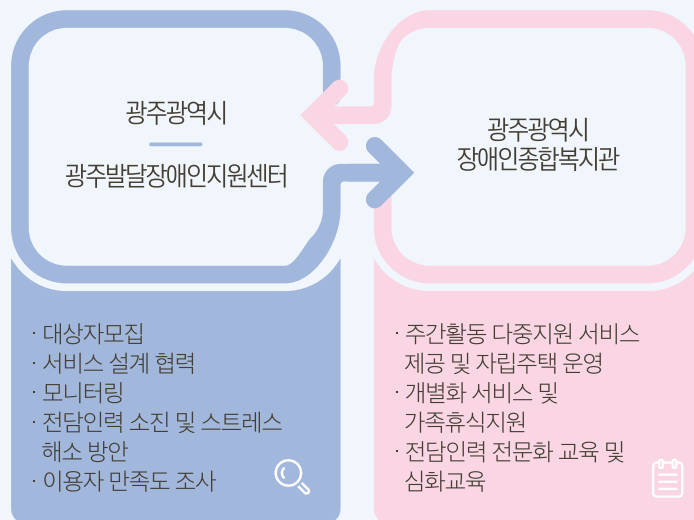 광주광역시
광주발달장애인지원센터
광주광역시
장애인종합복지관
· 대상자모집
· 서비스 설계 협력
· 모니터링
· 전담인력 소진 및 스트레스
해소 방안
· 이용자 만족도 조사
· 주간활동 다중지원 서비스
제공 및 자립주택 운영
· 개별화 서비스 및
가족휴식지원
· 전담인력 전문화 교육 및
심화교육